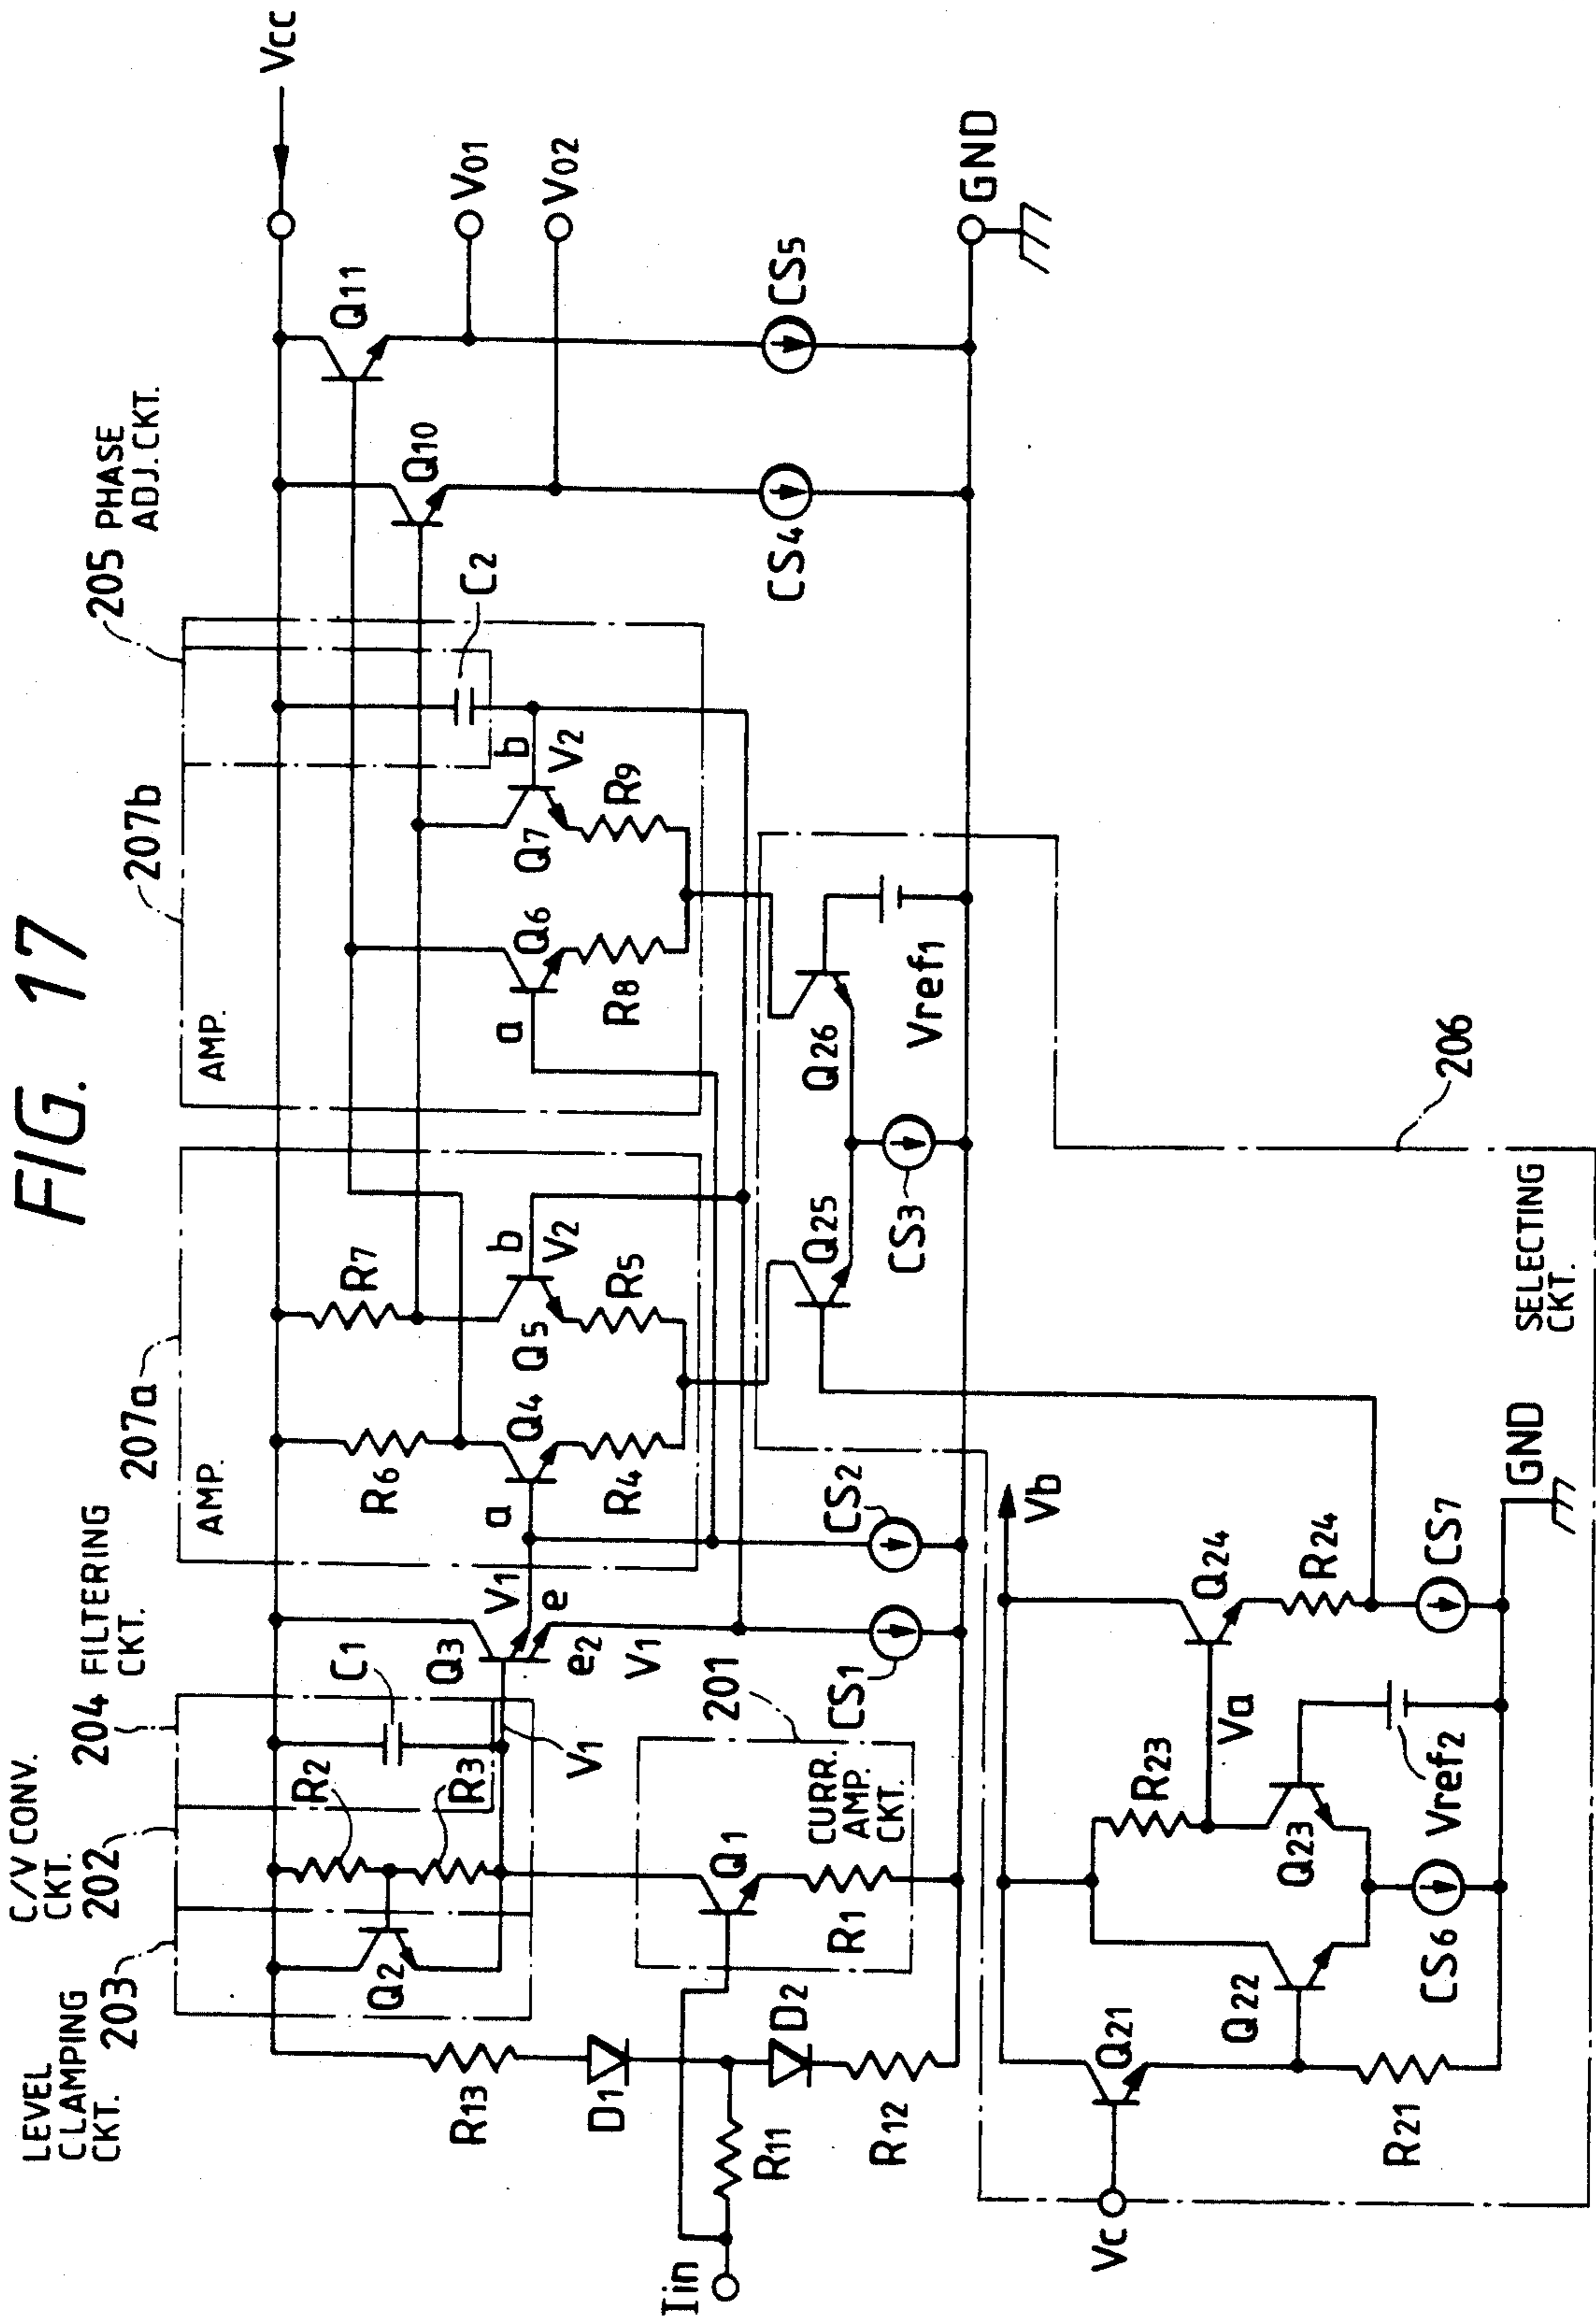 FIG. 17
LEVEL
CLAMPING
CKT. 203
C/V CONV.
CKT.
202
204 FILTERING
CKT.
207a
207b
205 PHASE
ADJ.CKT.
AMP.
AMP.
Vcc
R13
D1
D2
R11
R12
Iin
Q2
R2
R3
C1
V1
Q3
V1
e
e2
V1
201
CURR.
AMP.
CKT.
Q1
R1
CS1
CS2
R6
R7
a
Q4
R4
b
V2
Q5
R5
a
Q6
R8
b
V2
Q7
R9
C2
Q10
Q11
V01
V02
CS4
CS5
GND
Q25
Q26
CS3
Vref1
206
SELECTING
CKT.
Vc
Q21
R21
Q22
Q23
CS6
R23
Va
Vref2
Q24
R24
CS7
Vb
GND